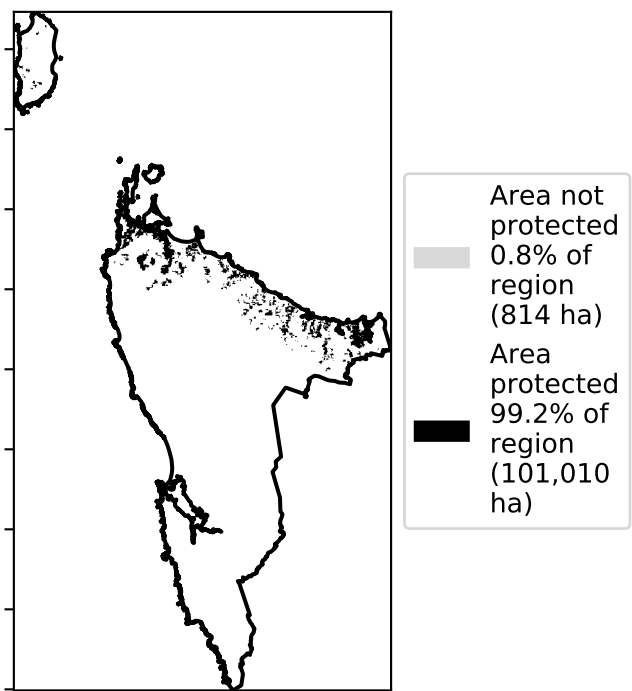 Area not
protected
0.8% of
region
(814 ha)
Area
protected
99.2% of
region
(101,010
ha)